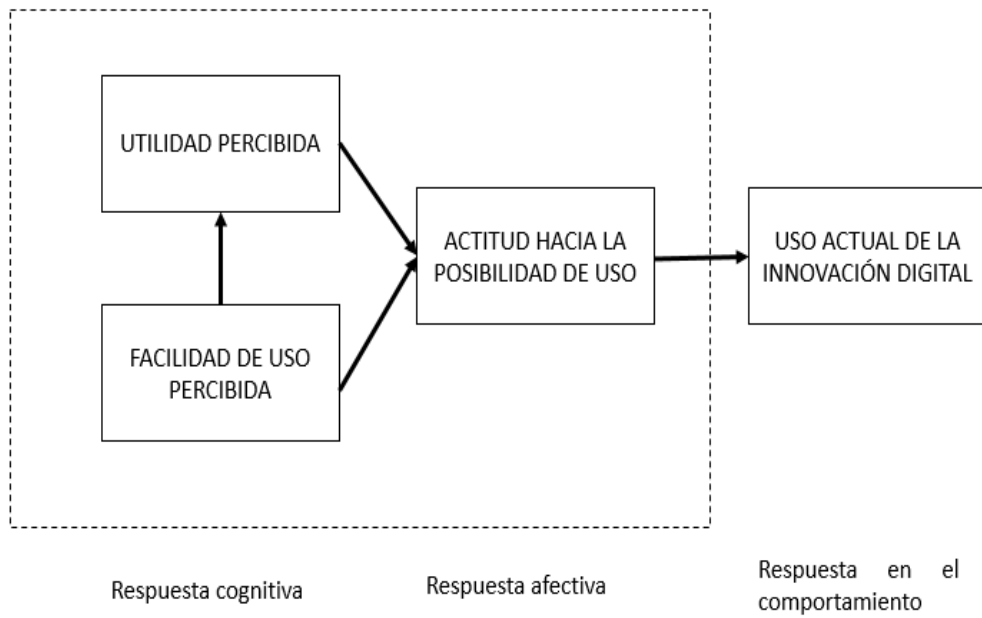 UTILIDAD PERCIBIDA
FACILIDAD DE USO
PERCIBIDA
ACTITUD HACIA LA
POSIBILIDAD DE USO
USO ACTUAL DE LA
INNOVACIÓN DIGITAL
Respuesta cognitiva
Respuesta afectiva
Respuesta en el
comportamiento